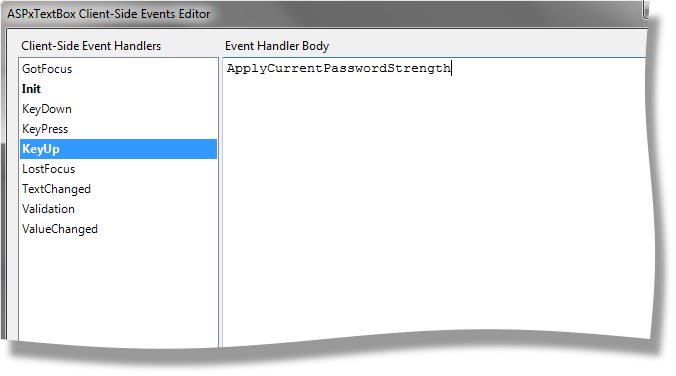 ASPxTextBox Client-Side Events Editor
Client-Side Event Handlers
Event Handler Body
GotFocus
Init
KeyDown
KeyPress
KeyUp
LostFocus
TextChanged
Validation
ValueChanged
ApplyCurrentPasswordStrength